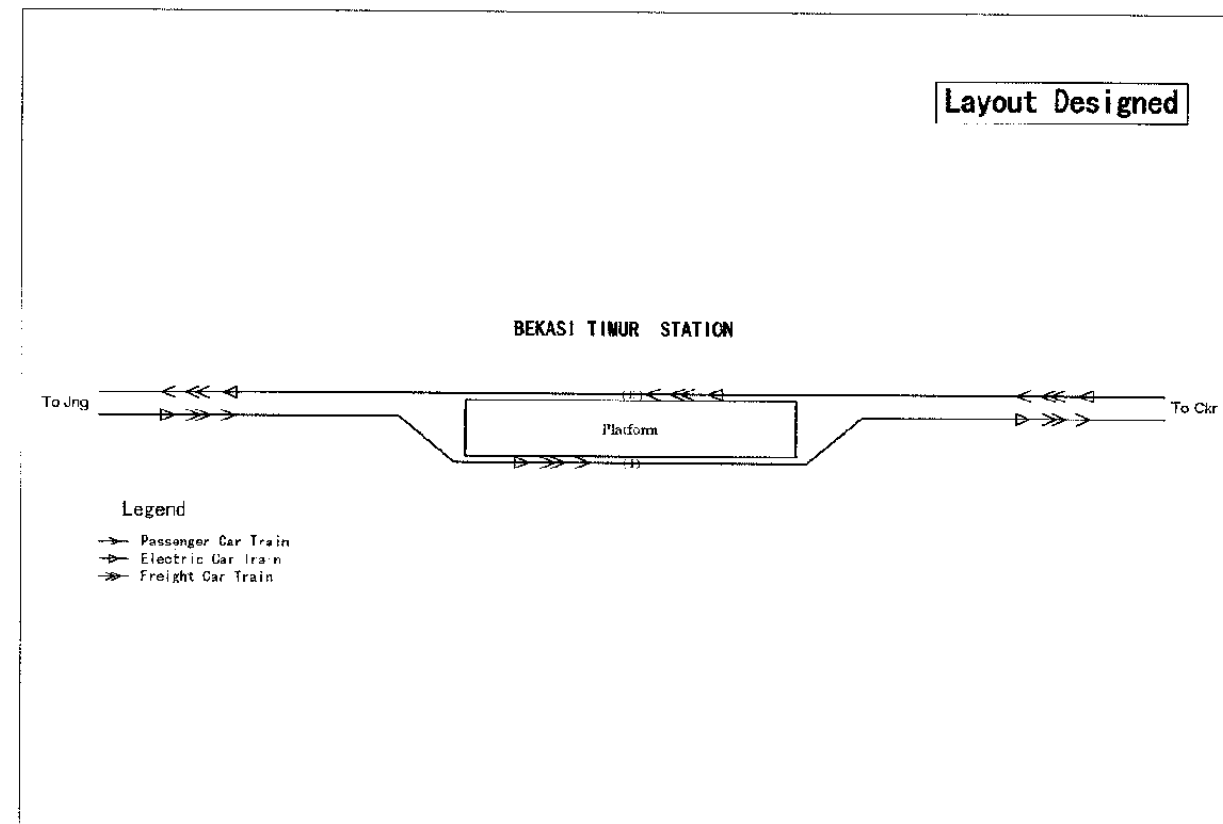 Layout Designed
BEKASI TIMUR STATION
To Jng
To Ckr
Platform
Legend
Passenger Car Train
Electric Car Train
Freight Car Train